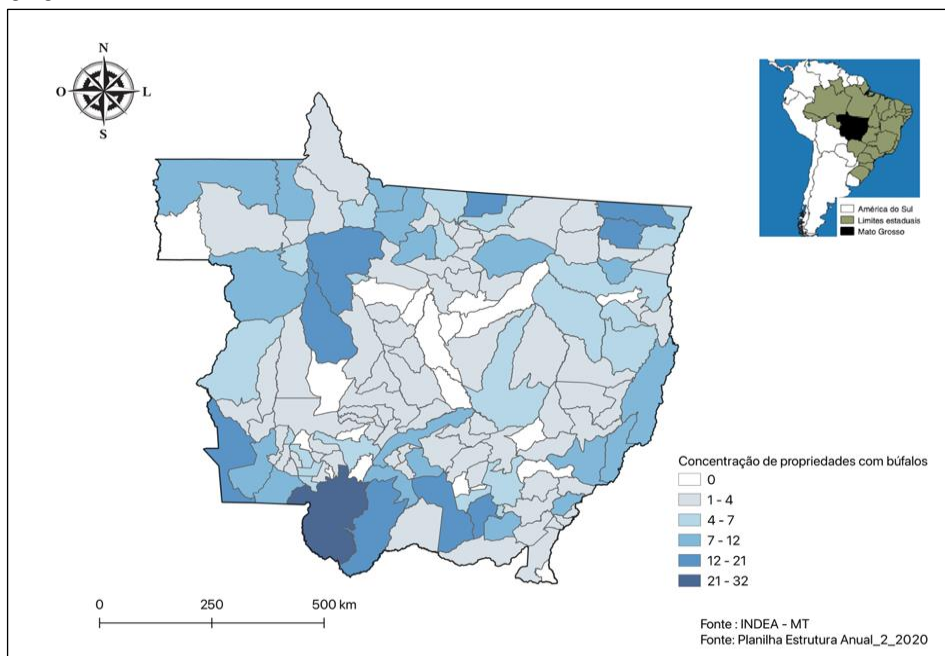 N
O
L
S
América do Sul
Limites estaduais
Mato Grosso
Concentração de propriedades com búfalos
0
1 - 4
4 - 7
7 - 12
12 - 21
21 - 32
0 250 500 km
Fonte : INDEA - MT
Fonte: Planilha Estrutura Anual_2_2020